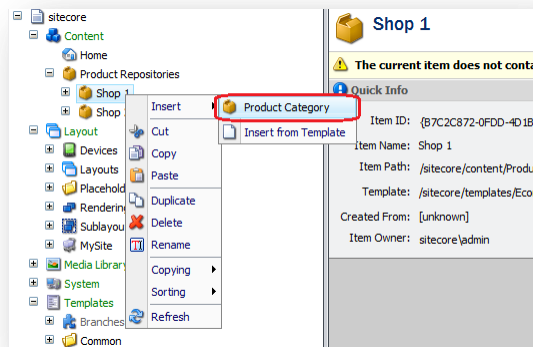 sitecore
Content
Home
Product Repositories
Shop 1
Shop
Layout
Devices
Layouts
Placehold
Rendering
Sublayou
MySite
Media Library
System
Templates
Branches
Common
Insert
Cut
Copy
Paste
Duplicate
Delete
Rename
Copying
Sorting
Refresh
Product Category
Insert from Template
Shop 1
The current item does not conta
Quick Info
Item ID: {B7C2C872-0FDD-4D1B
Item Name: Shop 1
Item Path: /sitecore/content/Produ
Template: /sitecore/templates/Eco
Created From: [unknown]
Item Owner: sitecore\admin